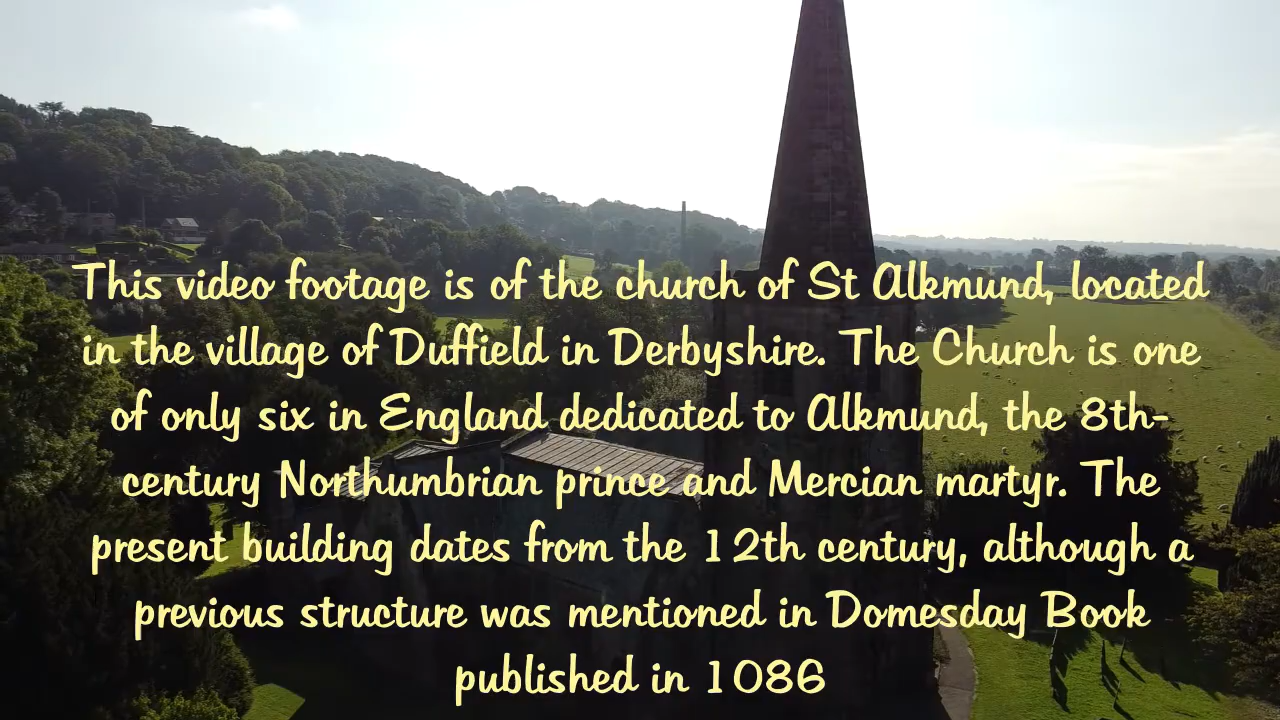 This video footage is of the church of St Alkmund, located
in the village of Duffield in Derbyshire. The Church is one
of only six in England dedicated to Alkmund, the 8th-
century Northumbrian prince and Mercian martyr. The
present building dates from the 12th century, although a
previous structure was mentioned in Domesday Book
published in 1086